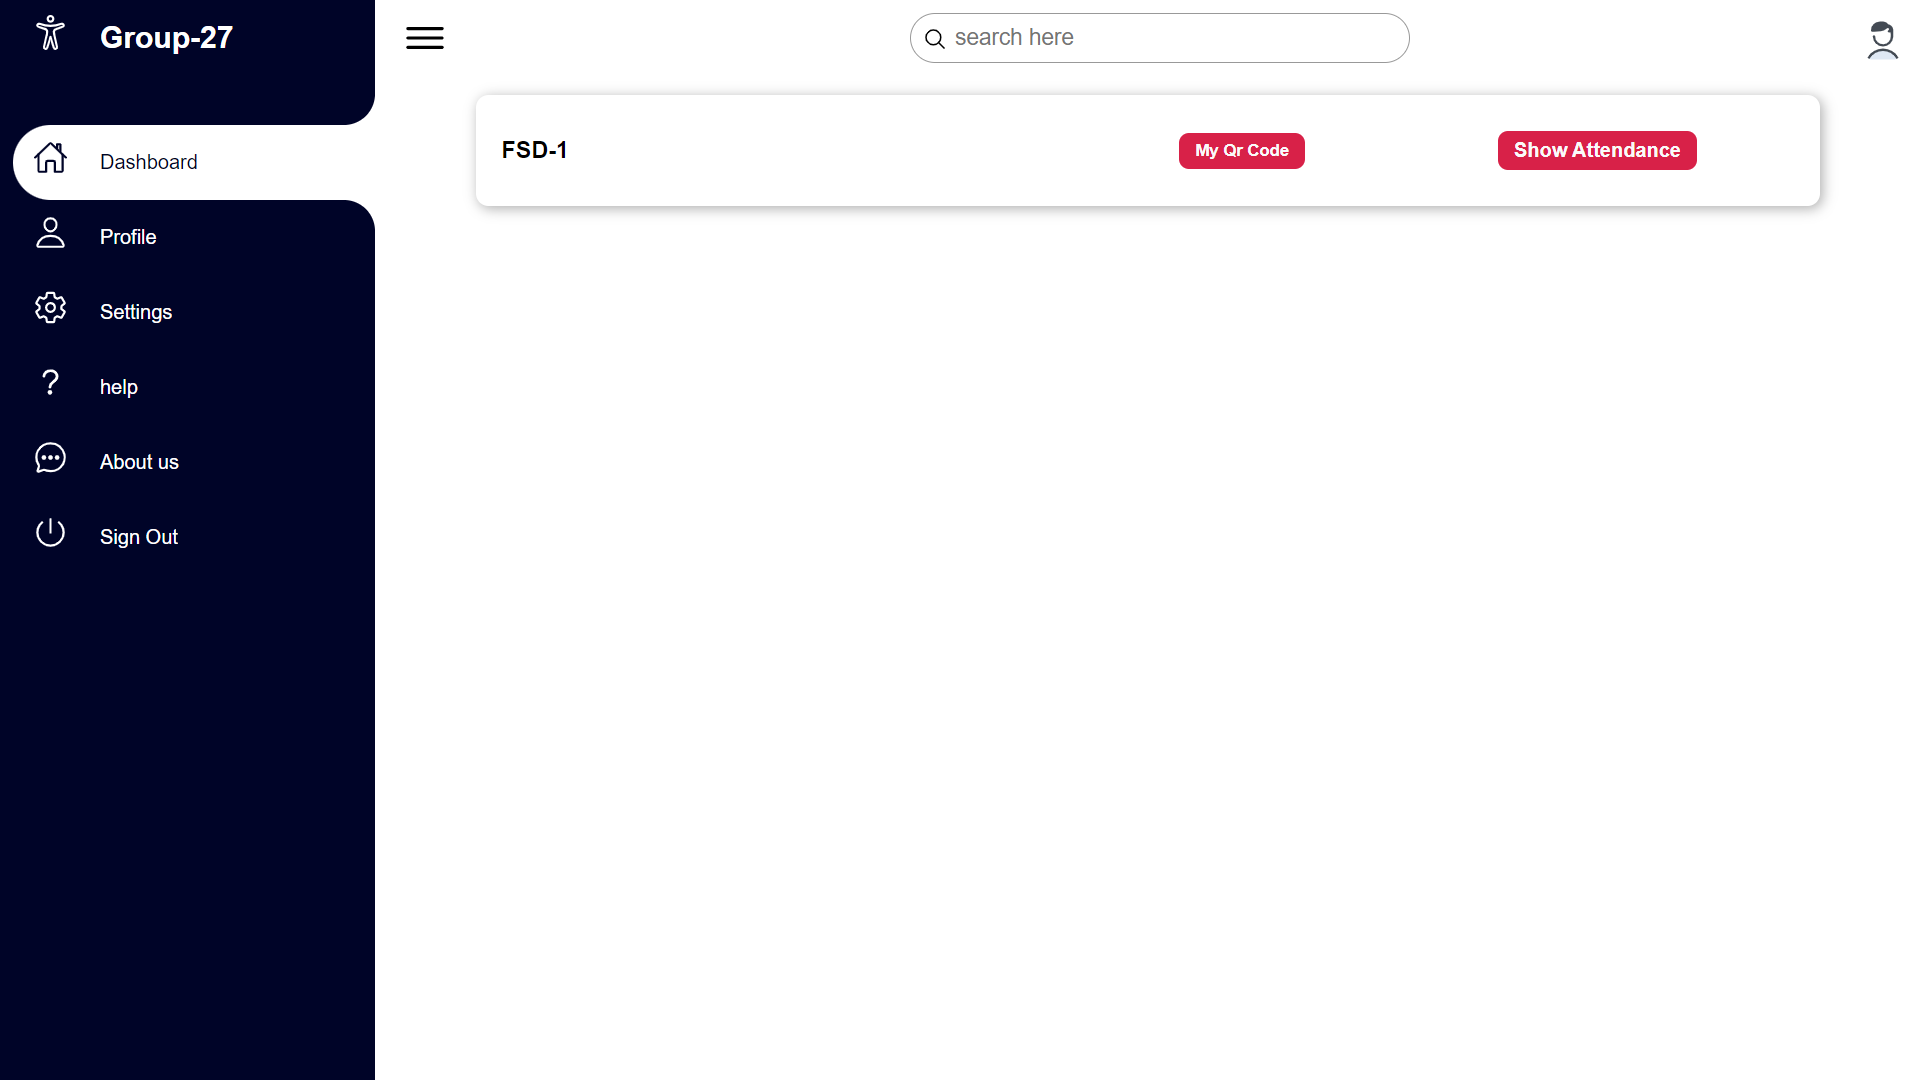 Group-27
search here
FSD-1
My Qr Code
Show Attendance
Dashboard
Profile
Settings
help
About us
Sign Out